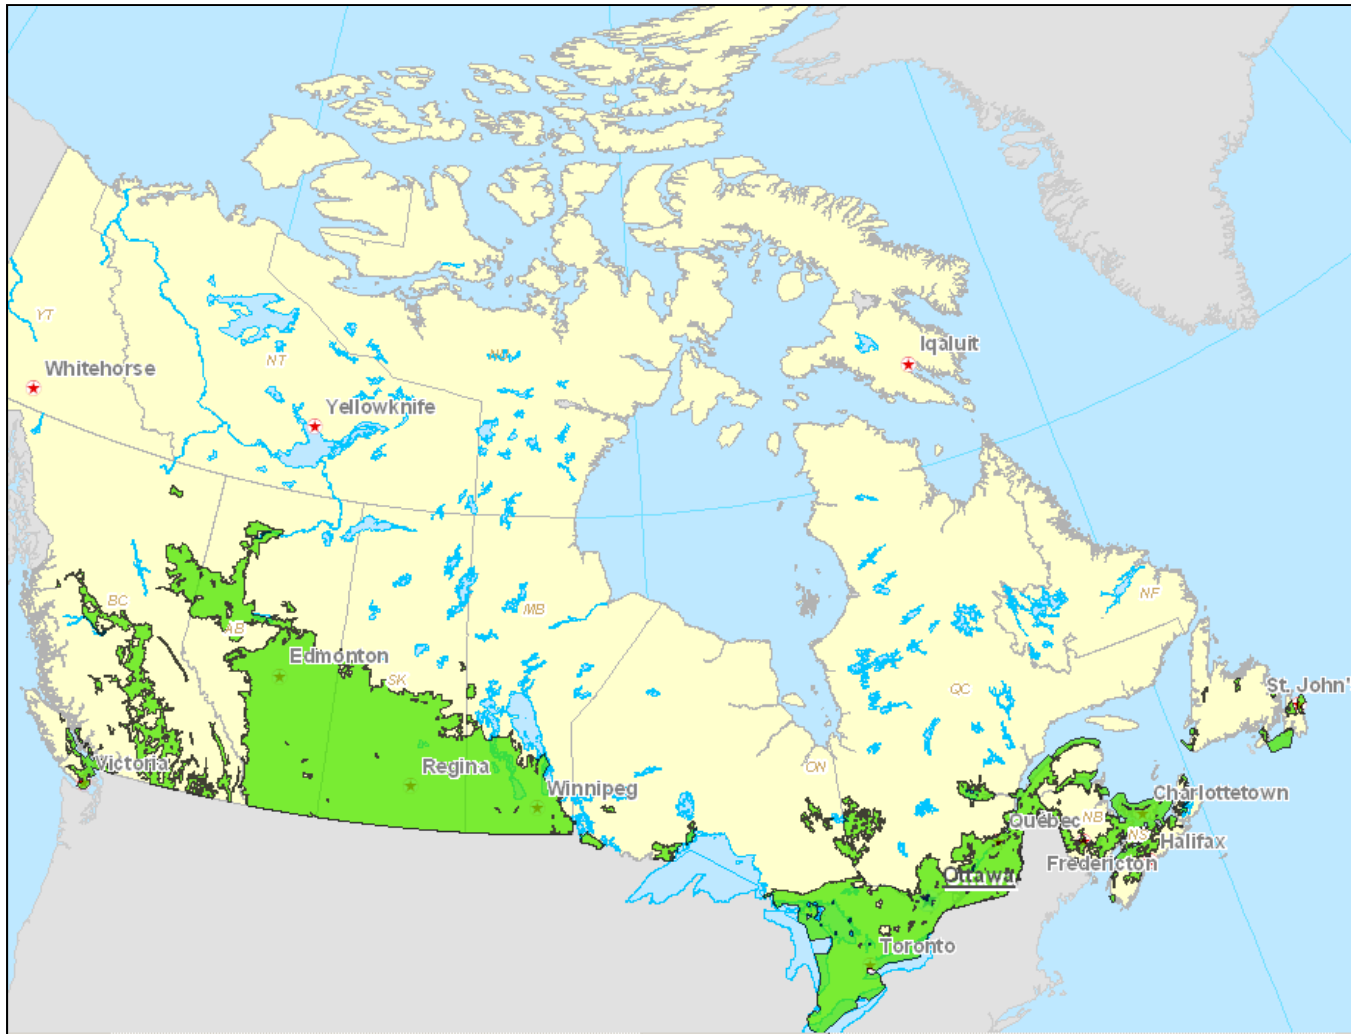 Iqaluit
YT
NT
Whitehorse
Yellowknife
BC
MB
NF
AB
Edmonton
SK
QC
St. John'
Regina
Victoria
ON
Winnipeg
Charlottetown
Québec
NB
NS
Halifax
Fredericton
Ottawa
Toronto